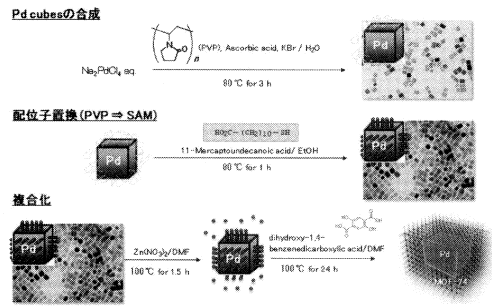 Pd cubesの合成
(PVP), Ascorbic acid, KBr / H₂O
n
Na₂PdCl₄ aq.
80 ℃ for 3 h
Pd
配位子置換(PVP ⇒ SAM)
HO₂C－(CH₂)₁₀－SH
11-Mercaptoundecanoic acid/ EtOH
80 ℃ for 1 h
Pd
Pd
複合化
Pd
Zn(NO₃)₂/DMF
100 ℃ for 1.5 h
Pd
dihydroxy-1,4-
benzenedicarboxylic acid/DMF
100 ℃ for 24 h
Pd
MOF-74